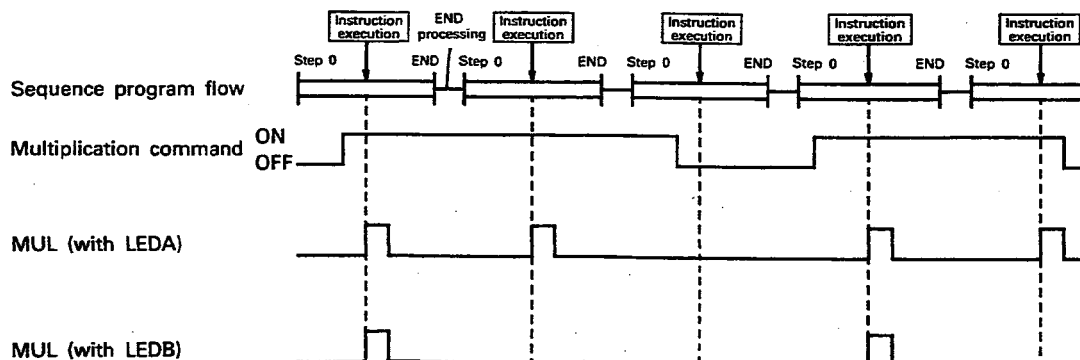 Instruction execution
END processing
Instruction execution
Instruction execution
Instruction execution
Instruction execution
Step 0 END Step 0 END Step 0 END Step 0 END Step 0
Sequence program flow
Multiplication command ON
OFF
MUL (with LEDA)
MUL (with LEDB)